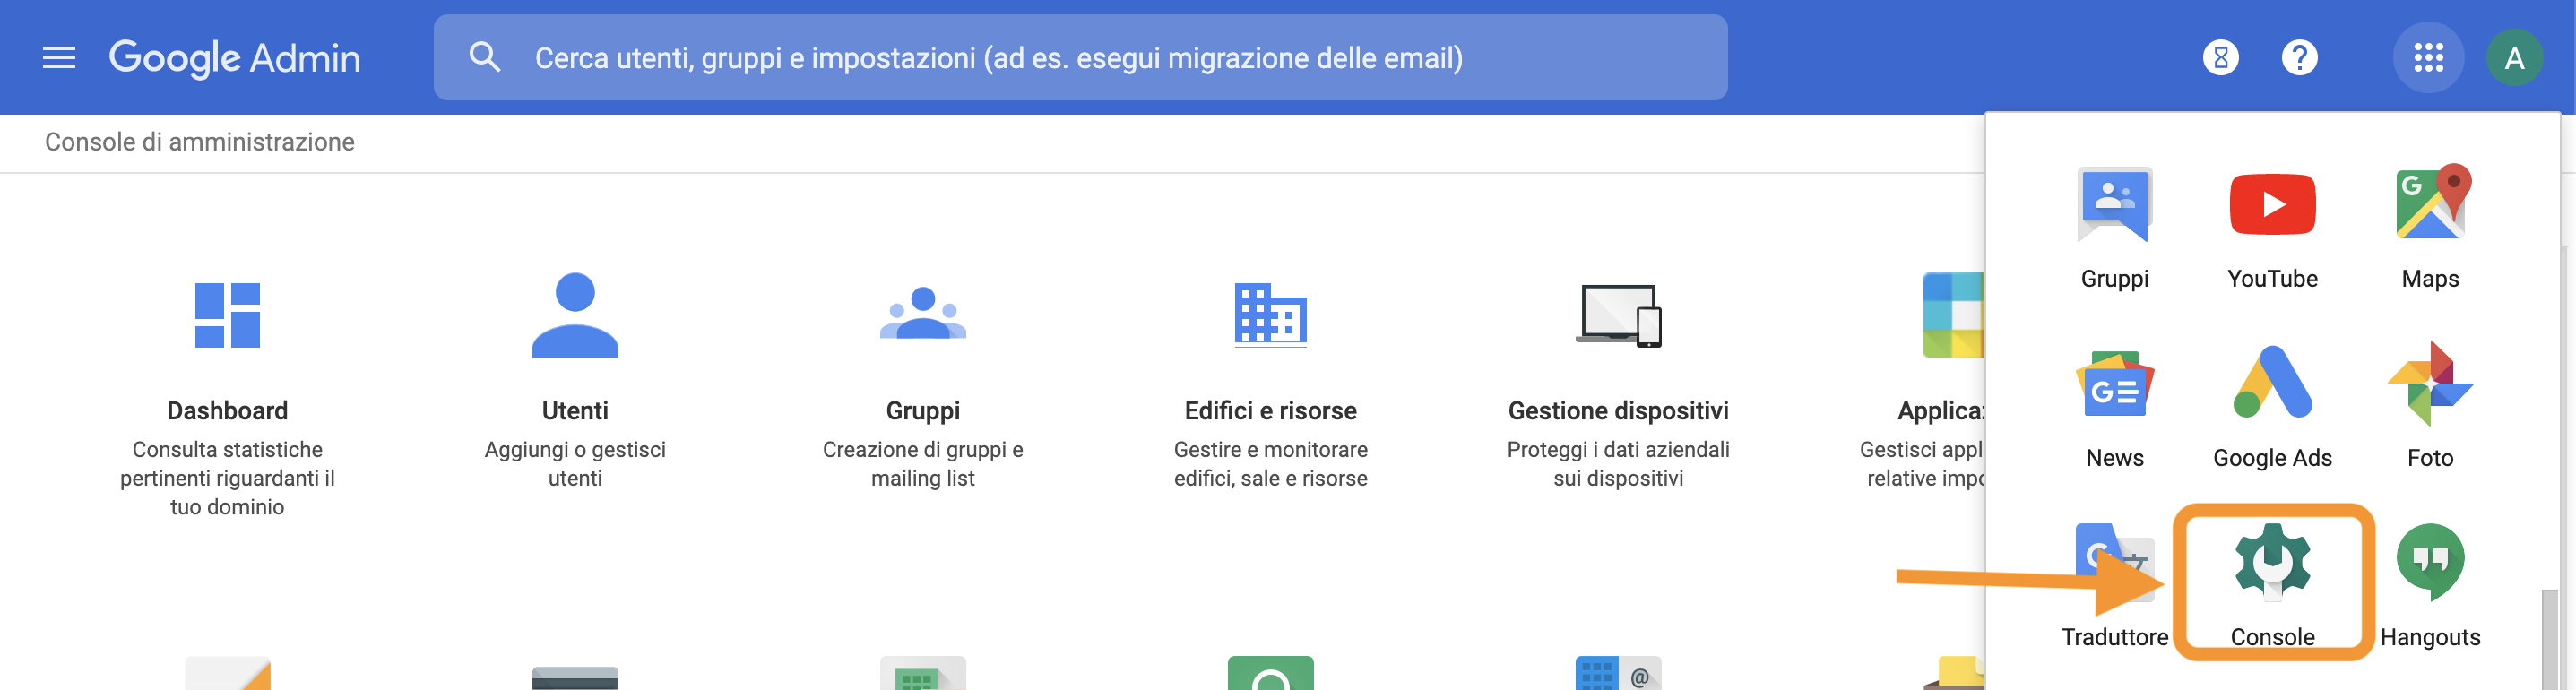 Google Admin
Cerca utenti, gruppi e impostazioni (ad es. esegui migrazione delle email)
A
Console di amministrazione
Dashboard
Consulta statistiche
pertinenti riguardanti il
tuo dominio
Utenti
Aggiungi o gestisci
utenti
Gruppi
Creazione di gruppi e
mailing list
Edifici e risorse
Gestire e monitorare
edifici, sale e risorse
Gestione dispositivi
Proteggi i dati aziendali
sui dispositivi
Applica
Gestisci appl
relative imp
Gruppi
YouTube
Maps
News
Google Ads
Foto
Traduttore
Console
Hangouts